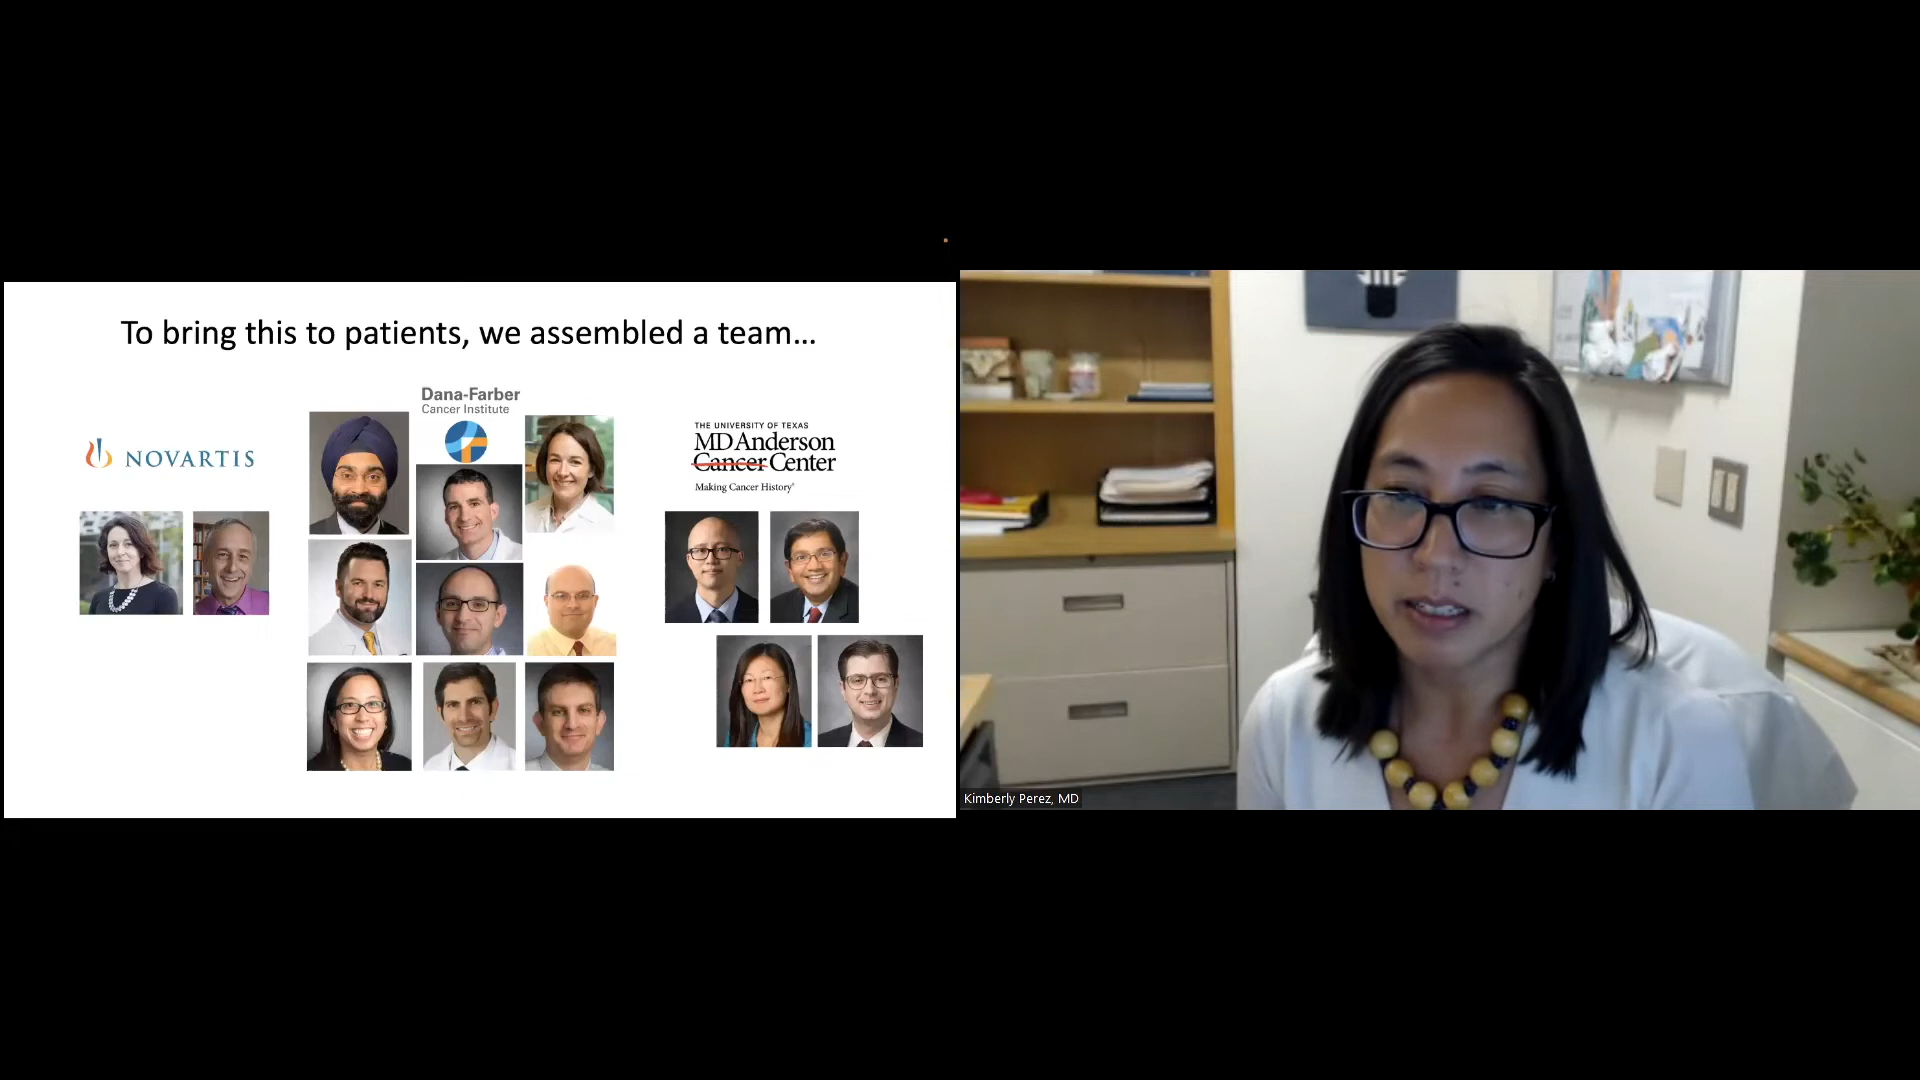 To bring this to patients, we assembled a team...
Dana-Farber
Cancer Institute
NOVARTIS
THE UNIVERSITY OF TEXAS
MD Anderson
Cancer Center
Making Cancer History®
Kimberly Perez, MD